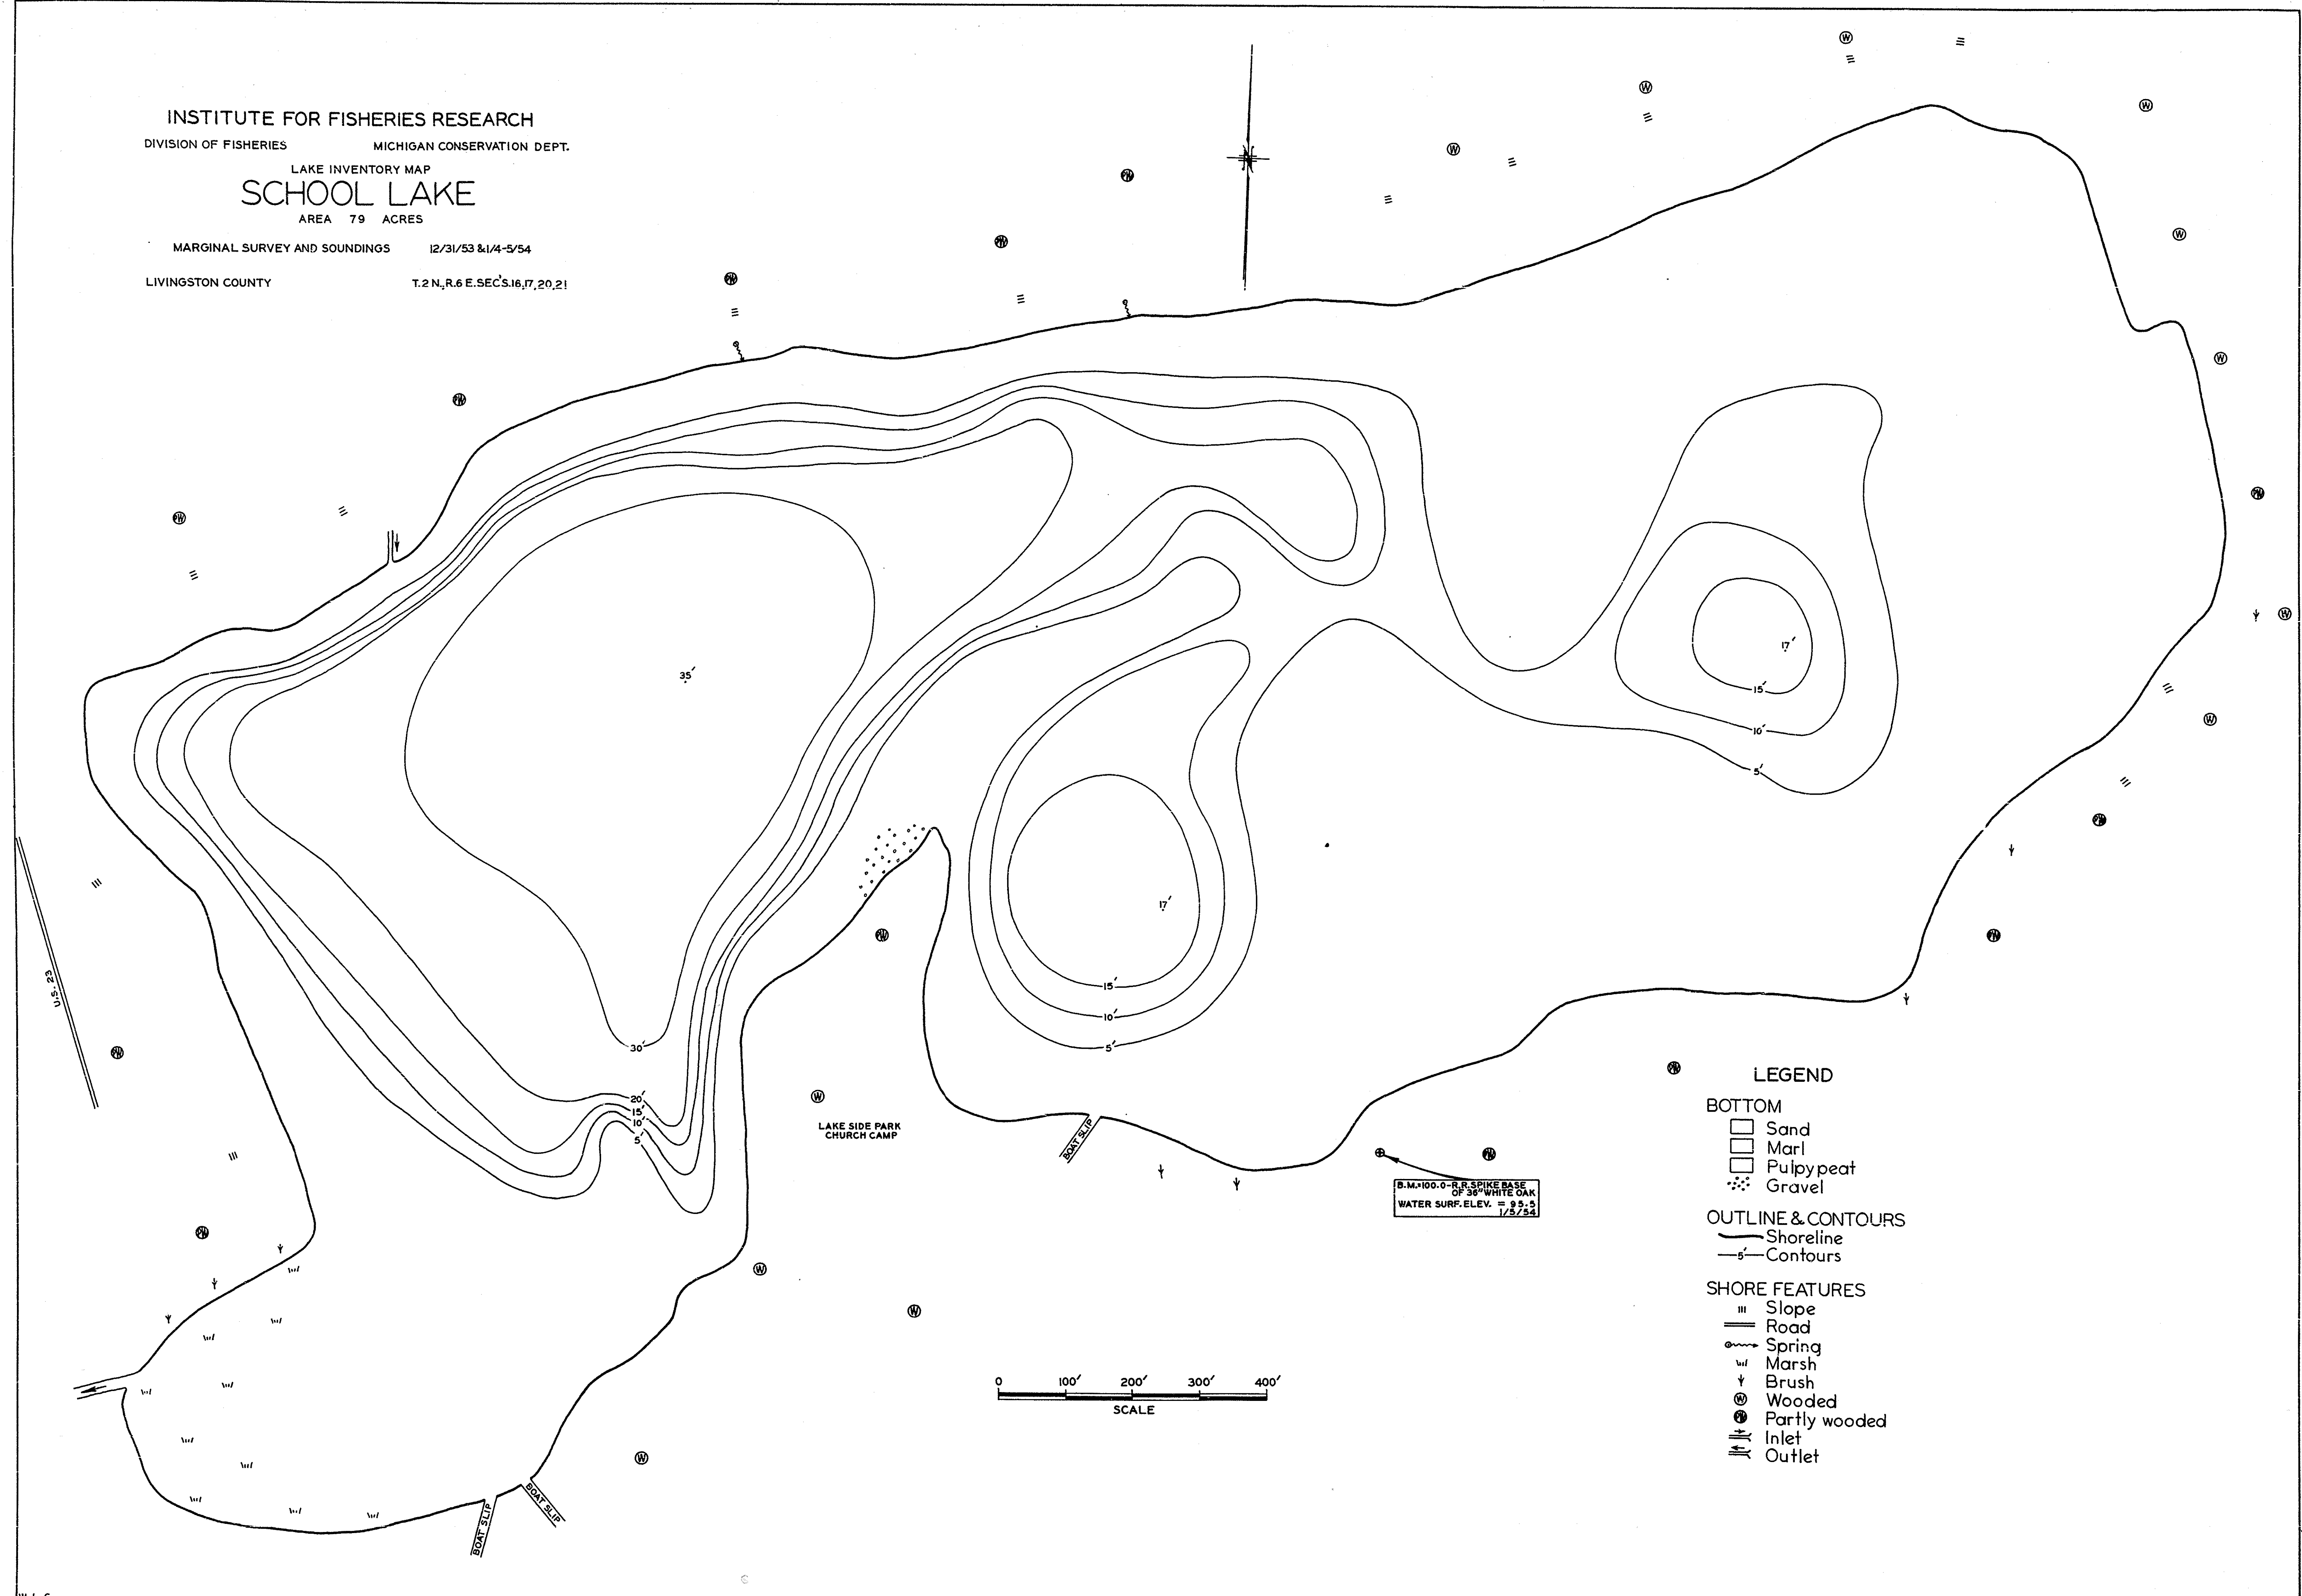 INSTITUTE FOR FISHERIES RESEARCH
DIVISION OF FISHERIES MICHIGAN CONSERVATION DEPT.
LAKE INVENTORY MAP
SCHOOL LAKE
AREA 79 ACRES
MARGINAL SURVEY AND SOUNDINGS 12/31/53 & 1/4-5/54
LIVINGSTON COUNTY T.2 N., R.6 E. SEC'S. 16, 17, 20, 21
N
35'
17'
15'
10'
5'
17'
15'
10'
5'
30'
20'
15'
10'
5'
U.S. 23
LAKE SIDE PARK
CHURCH CAMP
BOAT SLIP
B.M.=100.0-R.R. SPIKE BASE
OF 36" WHITE OAK
WATER SURF. ELEV. = 95.5
1/5/54
BOAT SLIP
BOAT SLIP
0 100' 200' 300' 400'
SCALE
LEGEND
BOTTOM
Sand
Marl
Pulpy peat
Gravel
OUTLINE & CONTOURS
Shoreline
5' Contours
SHORE FEATURES
Slope
Road
Spring
Marsh
Brush
W Wooded
PW Partly wooded
Inlet
Outlet